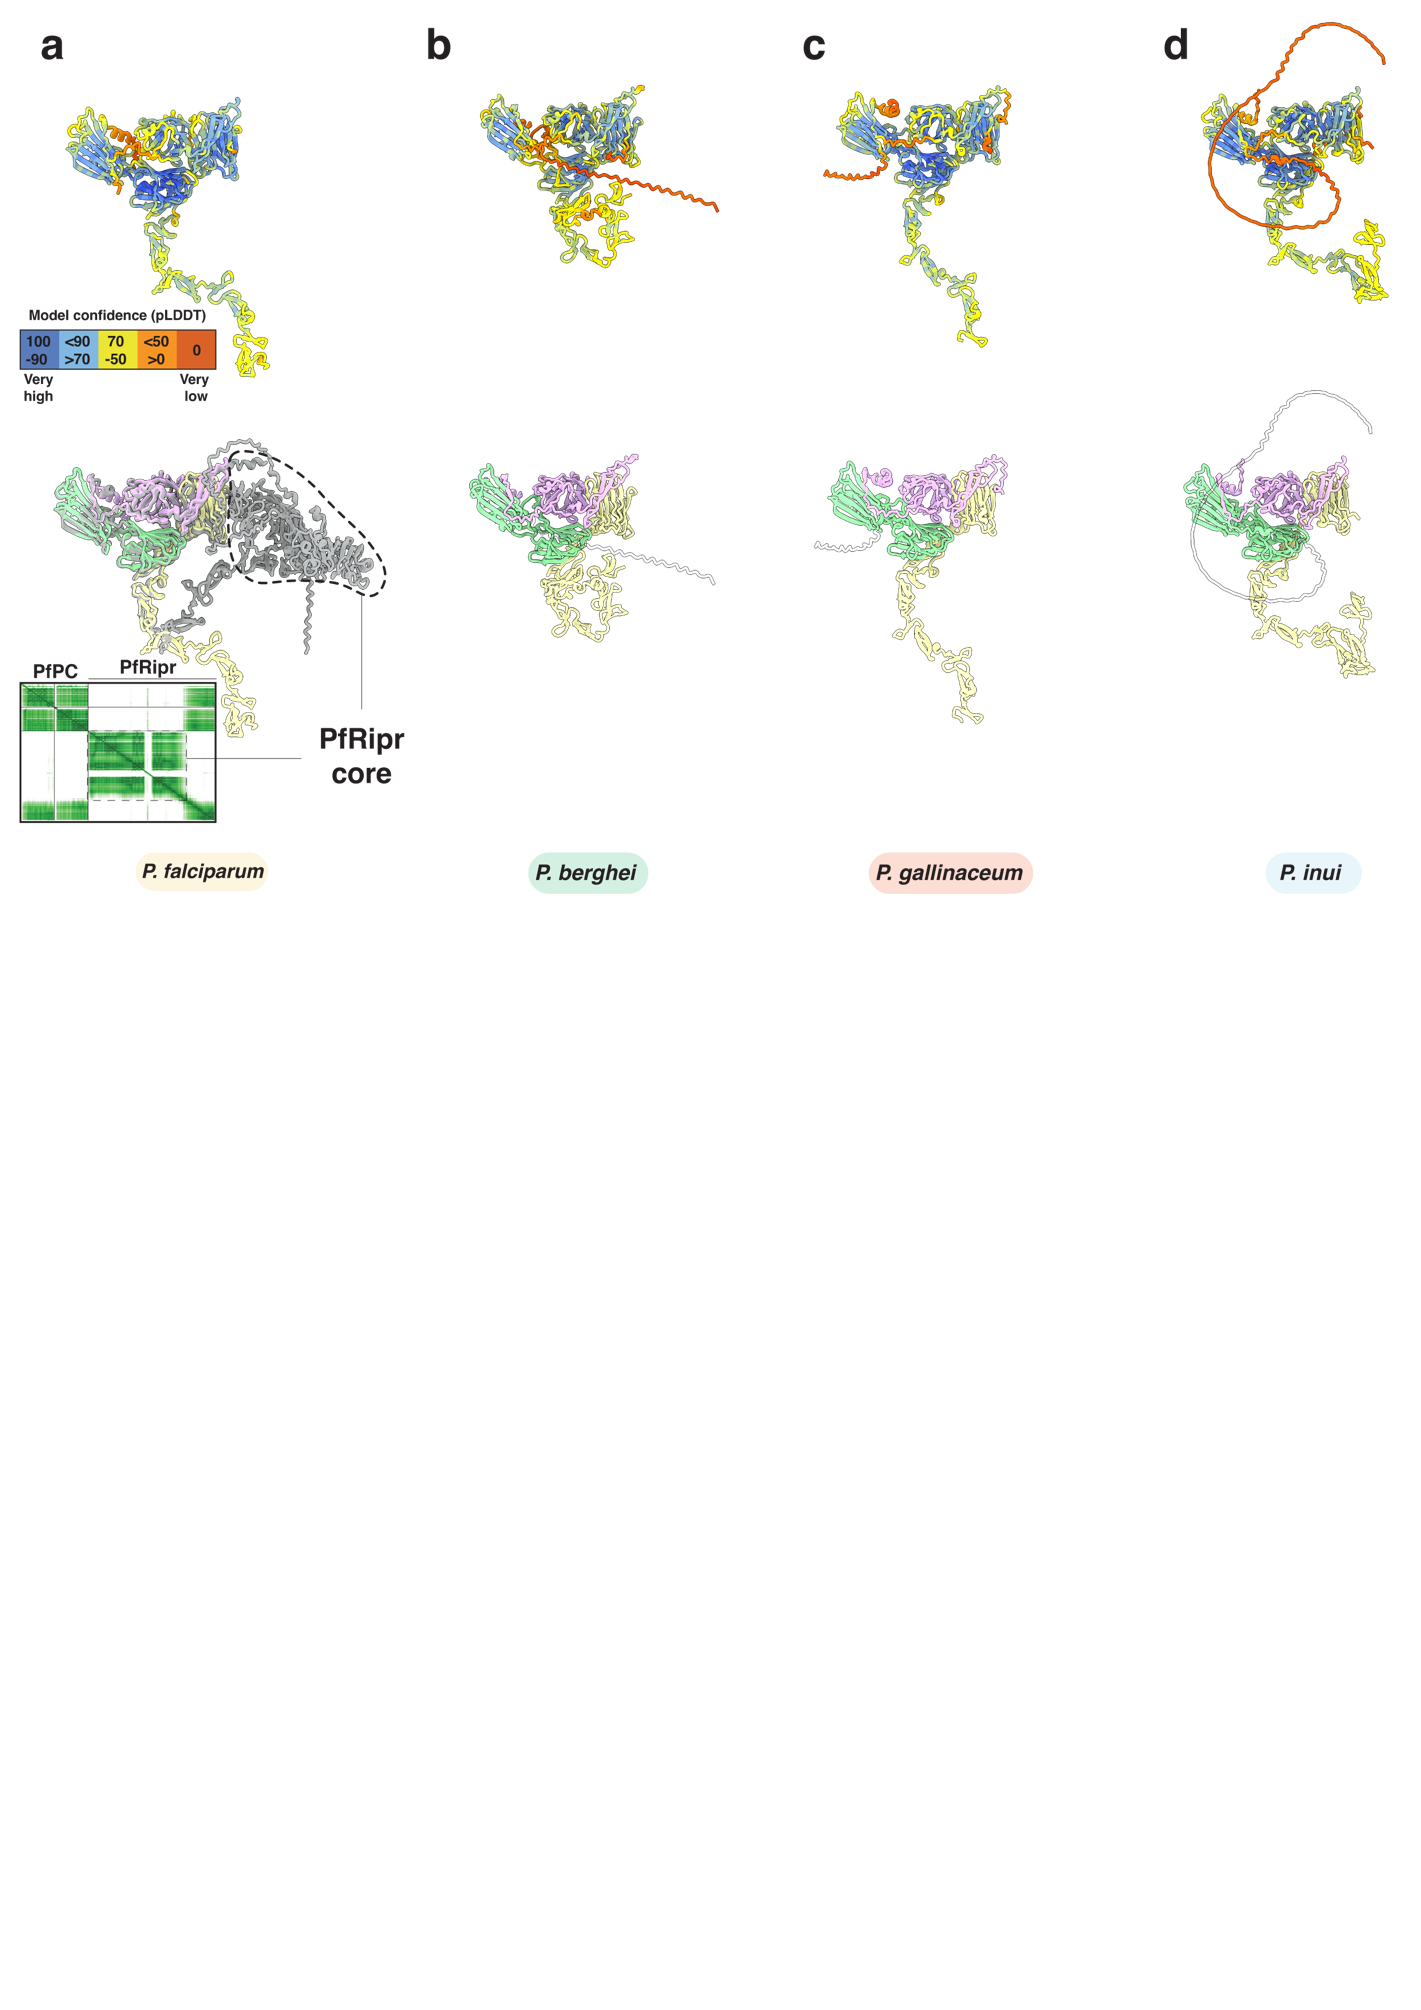 a
b
c
d
Model confidence (pLDDT)
100 <90 70 <50 0
-90 >70 -50 >0
Very Very
high low
PfPC PfRipr
PfRipr
core
P. falciparum
P. berghei
P. gallinaceum
P. inui